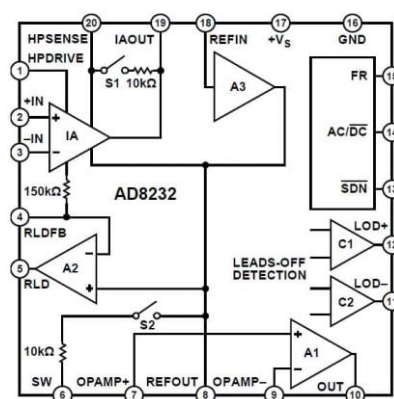 20 19 18 17 16
HPSENSE IAOUT REFIN +VS GND
HPDRIVE
1
S1 10kΩ
A3
FR 15
+IN
2
IA
AC/DC 14
–IN
3
150kΩ
AD8232
SDN 13
4
RLDFB
LOD+
C1
12
A2
LEADS-OFF
DETECTION
5
RLD
LOD–
C2
11
S2
10kΩ
A1
SW OPAMP+ REFOUT OPAMP– OUT
6 7 8 9 10